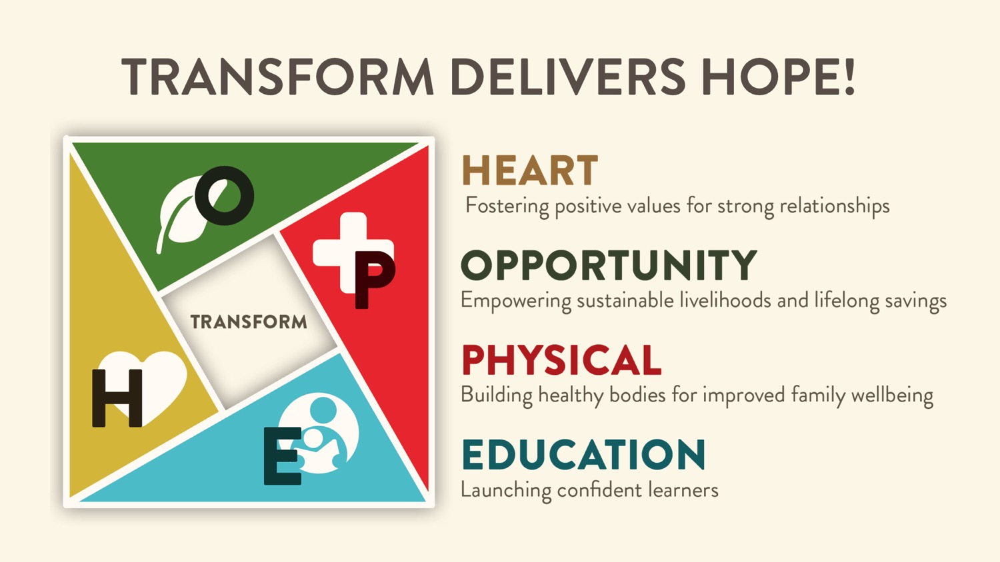 TRANSFORM DELIVERS HOPE!
O
P
TRANSFORM
H
E
HEART
Fostering positive values for strong relationships
OPPORTUNITY
Empowering sustainable livelihoods and lifelong savings
PHYSICAL
Building healthy bodies for improved family wellbeing
EDUCATION
Launching confident learners